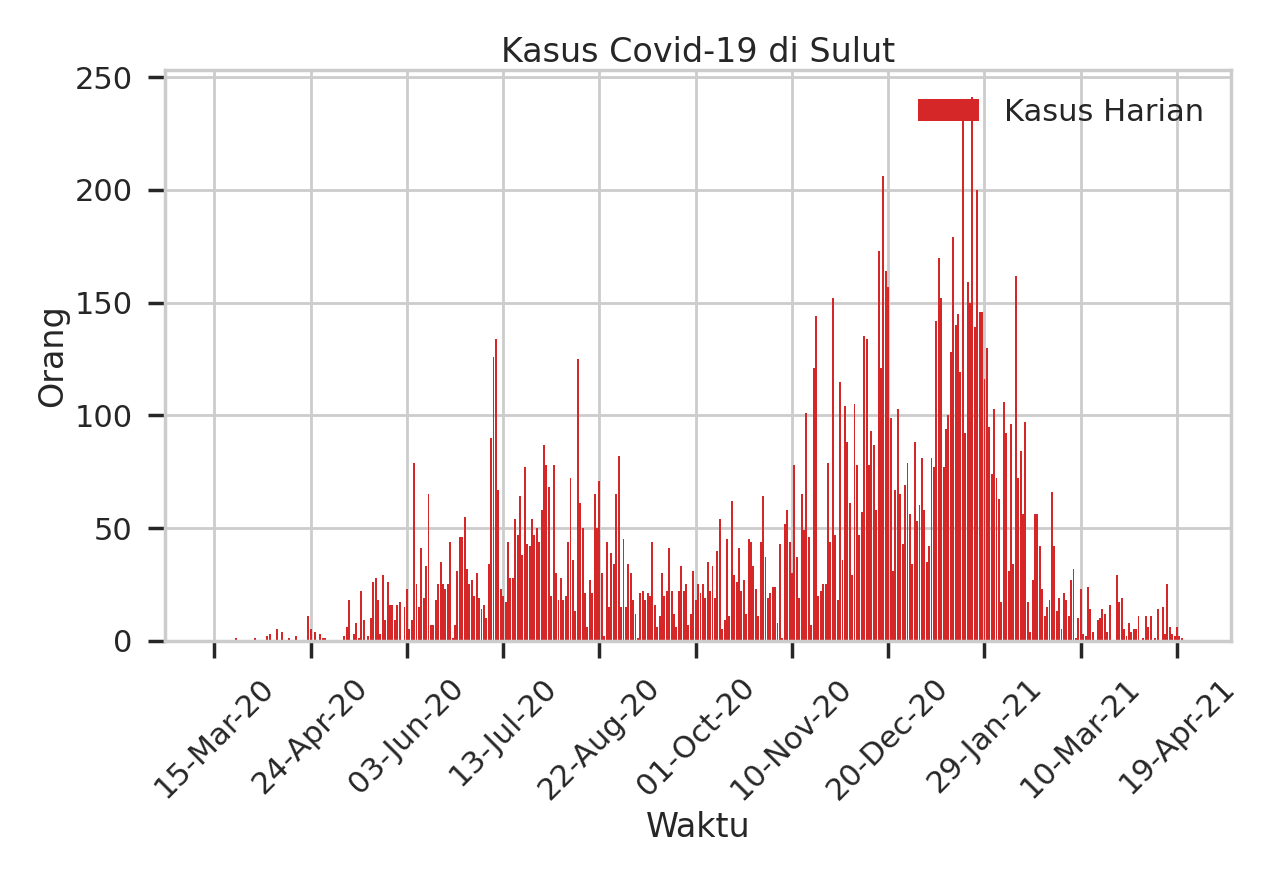 Kasus Covid-19 di Sulut
Kasus Harian
Orang
250
200
150
100
50
0
15-Mar-20
24-Apr-20
03-Jun-20
13-Jul-20
22-Aug-20
01-Oct-20
10-Nov-20
20-Dec-20
29-Jan-21
10-Mar-21
19-Apr-21
Waktu